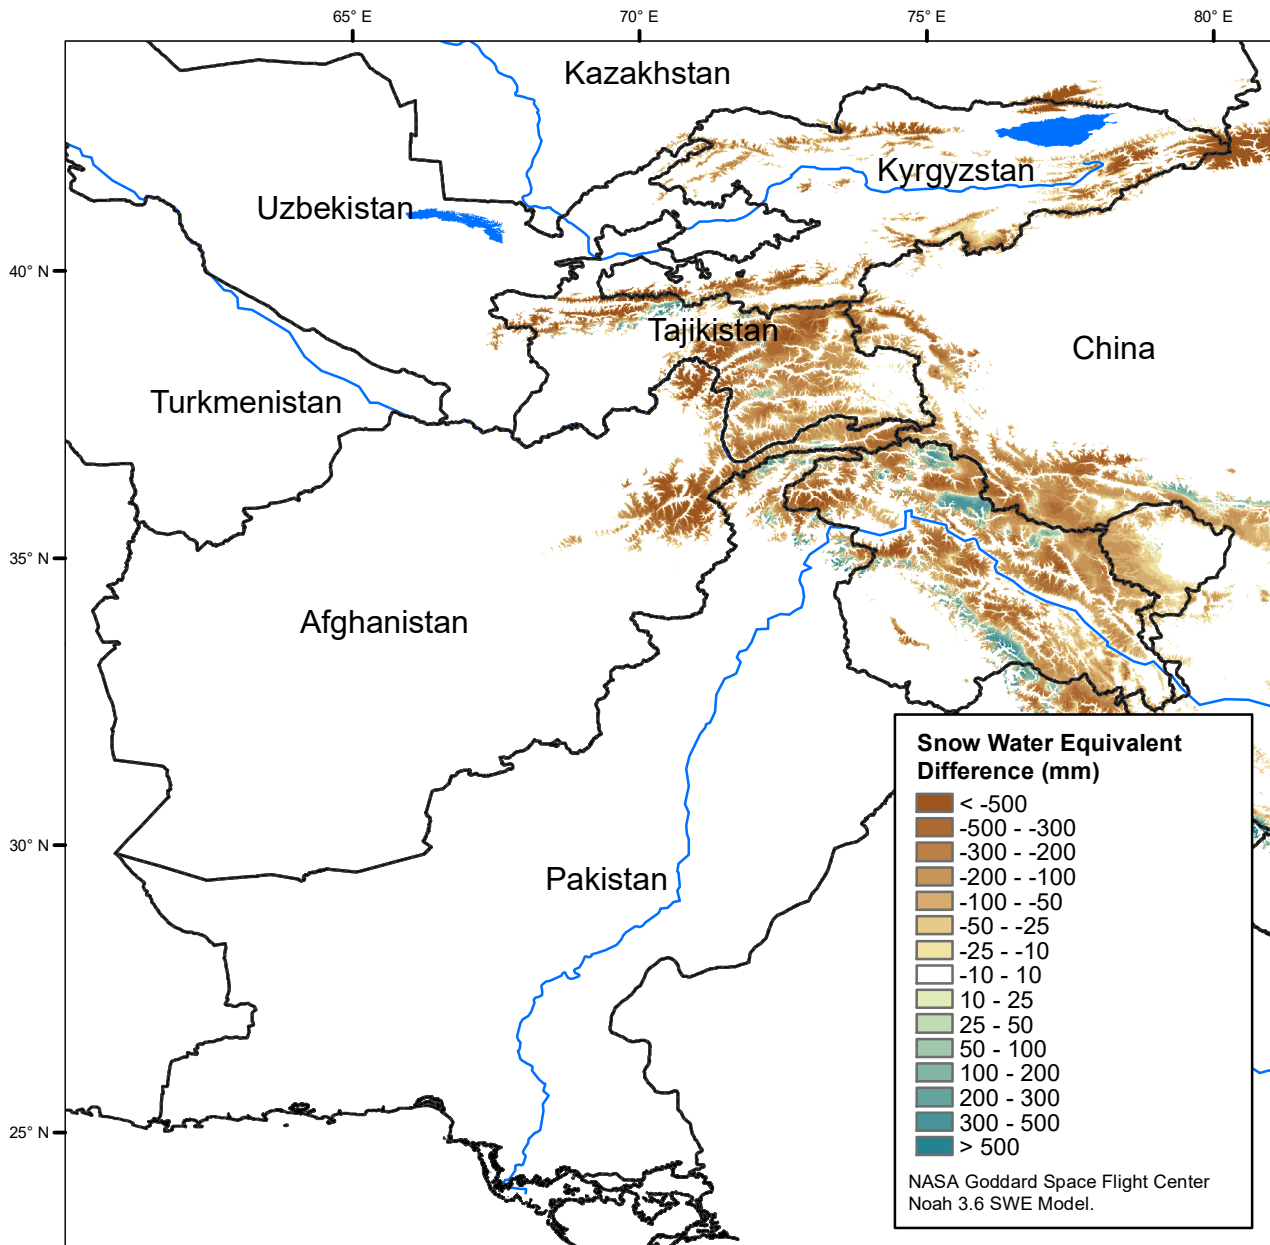 65° E
70° E
75° E
80° E
Kazakhstan
Kyrgyzstan
Uzbekistan
40° N
Tajikistan
China
Turkmenistan
35° N
Afghanistan
30° N
Pakistan
25° N
Snow Water Equivalent
Difference (mm)
< -500
-500 - -300
-300 - -200
-200 - -100
-100 - -50
-50 - -25
-25 - -10
-10 - 10
10 - 25
25 - 50
50 - 100
100 - 200
200 - 300
300 - 500
> 500
NASA Goddard Space Flight Center
Noah 3.6 SWE Model.